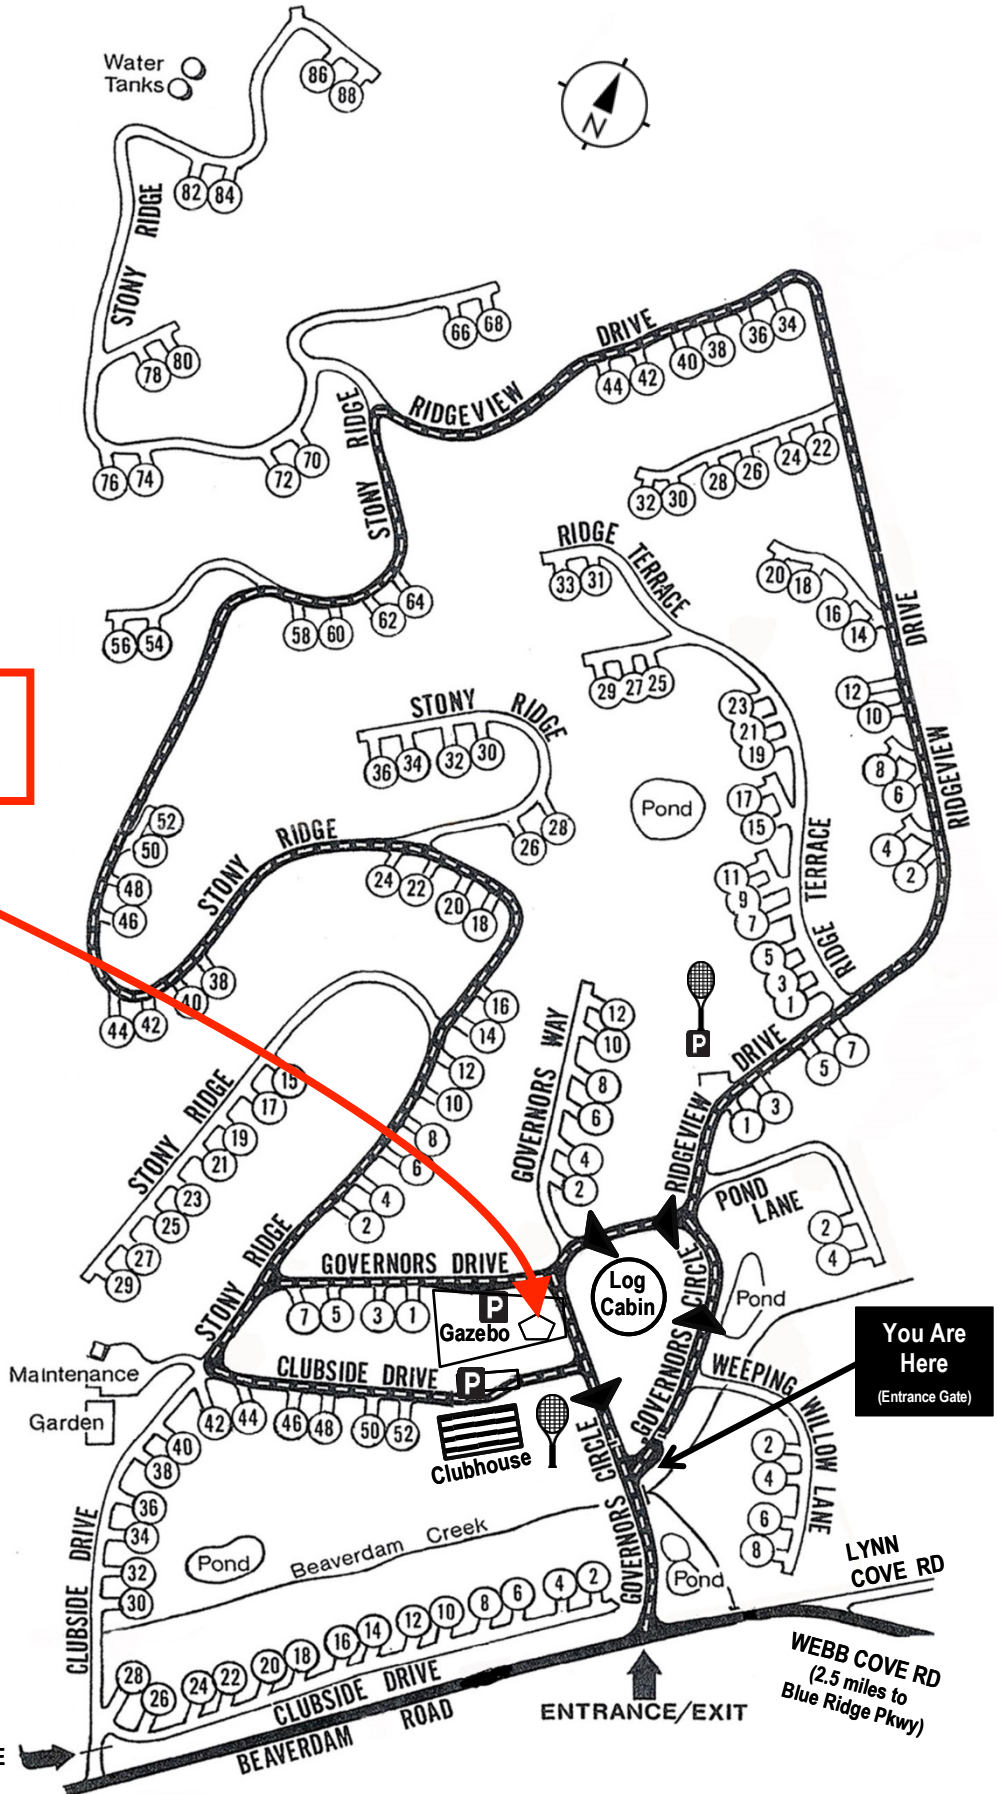 Water
Tanks
86
88
82
84
N
STONY RIDGE
78
80
66
68
DRIVE
44
42
40
38
36
34
RIDGEVIEW
RIDGE
STONY
76
74
72
70
32
30
28
26
24
22
RIDGE TERRACE
33
31
20
18
16
14
DRIVE
56
54
58
60
62
64
29
27
25
23
21
19
12
10
8
6
RIDGEVIEW
4
2
STONY RIDGE
36
34
32
30
28
26
Pond
17
15
11
9
7
5
3
1
RIDGE TERRACE
52
50
48
46
STONY RIDGE
24
22
20
18
38
40
42
44
16
14
12
10
8
6
4
2
STONY RIDGE
15
17
19
21
23
25
27
29
GOVERNORS WAY
12
10
8
6
4
2
P
RIDGEVIEW DRIVE
7
5
3
1
POND
LANE
2
4
STONY RIDGE
GOVERNORS DRIVE
7
5
3
1
P
Gazebo
Log
Cabin
GOVERNORS CIRCLE
Pond
You Are
Here
(Entrance Gate)
Maintenance
Garden
CLUBSIDE DRIVE
P
42
44
46
48
50
52
Clubhouse
WEEPING WILLOW LANE
2
4
6
8
40
38
36
34
32
30
CLUBSIDE DRIVE
Pond
Beaverdam Creek
GOVERNORS CIRCLE
Pond
LYNN
COVE RD
28
26
24
22
20
18
16
14
12
10
8
6
4
2
CLUBSIDE DRIVE
BEAVERDAM ROAD
ENTRANCE/EXIT
WEBB COVE RD
(2.5 miles to
Blue Ridge Pkwy)
E